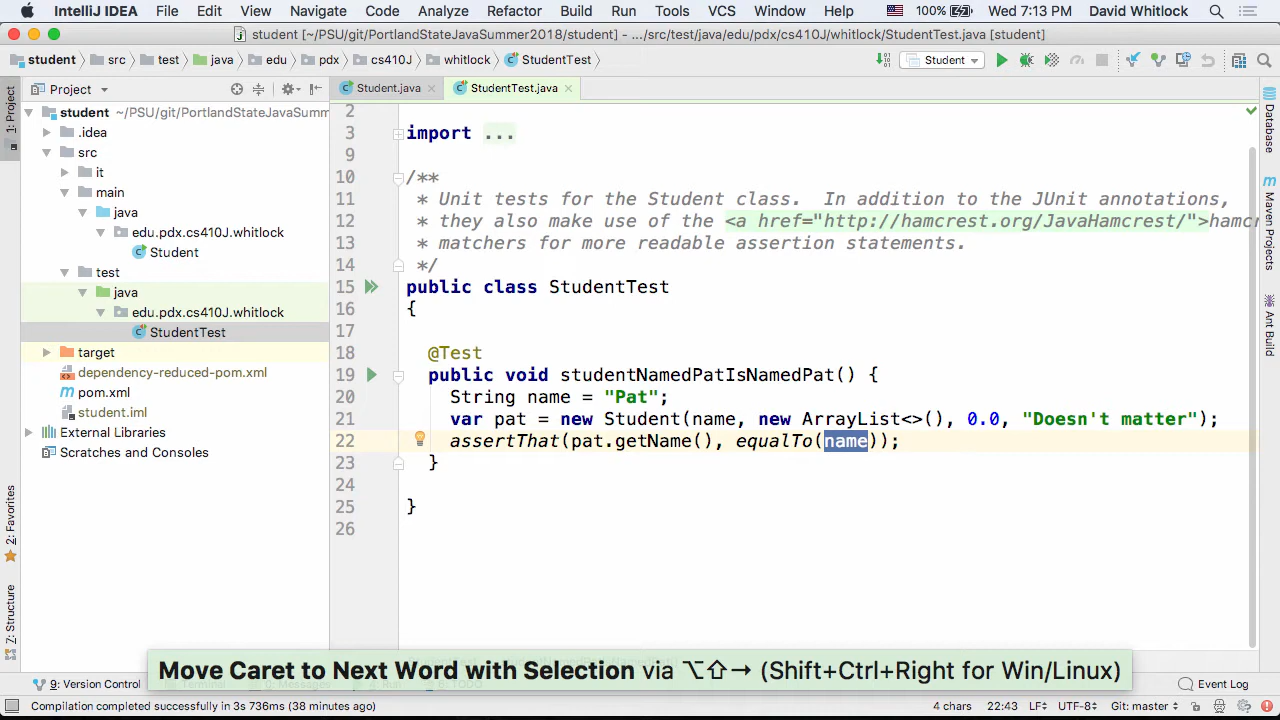 IntelliJ IDEA File Edit View Navigate Code Analyze Refactor Build Run Tools VCS Window Help 100% Wed 7:13 PM David Whitlock
student [~/PSU/git/PortlandStateJavaSummer2018/student] - .../src/test/java/edu/pdx/cs410J/whitlock/StudentTest.java [student]
student src test java edu pdx cs410J whitlock StudentTest Student
Project Student.java StudentTest.java
1: Project
student ~/PSU/git/PortlandStateJavaSumm
.idea
src
it
main
java
edu.pdx.cs410J.whitlock
Student
test
java
edu.pdx.cs410J.whitlock
StudentTest
target
dependency-reduced-pom.xml
pom.xml
student.iml
External Libraries
Scratches and Consoles
2: Favorites
7: Structure
2
3 import ...
9
10 /**
11 * Unit tests for the Student class.  In addition to the JUnit annotations,
12 * they also make use of the <a href="http://hamcrest.org/JavaHamcrest/">hamcr
13 * matchers for more readable assertion statements.
14 */
15 public class StudentTest
16 {
17
18 @Test
19 public void studentNamedPatIsNamedPat() {
20 String name = "Pat";
21 var pat = new Student(name, new ArrayList<>(), 0.0, "Doesn't matter");
22 assertThat(pat.getName(), equalTo(name));
23 }
24
25 }
26
Database
Maven Projects
Ant Build
Move Caret to Next Word with Selection via ⌥⇧→ (Shift+Ctrl+Right for Win/Linux)
9: Version Control Event Log
Compilation completed successfully in 3s 736ms (38 minutes ago) 4 chars 22:43 LF UTF-8 Git: master